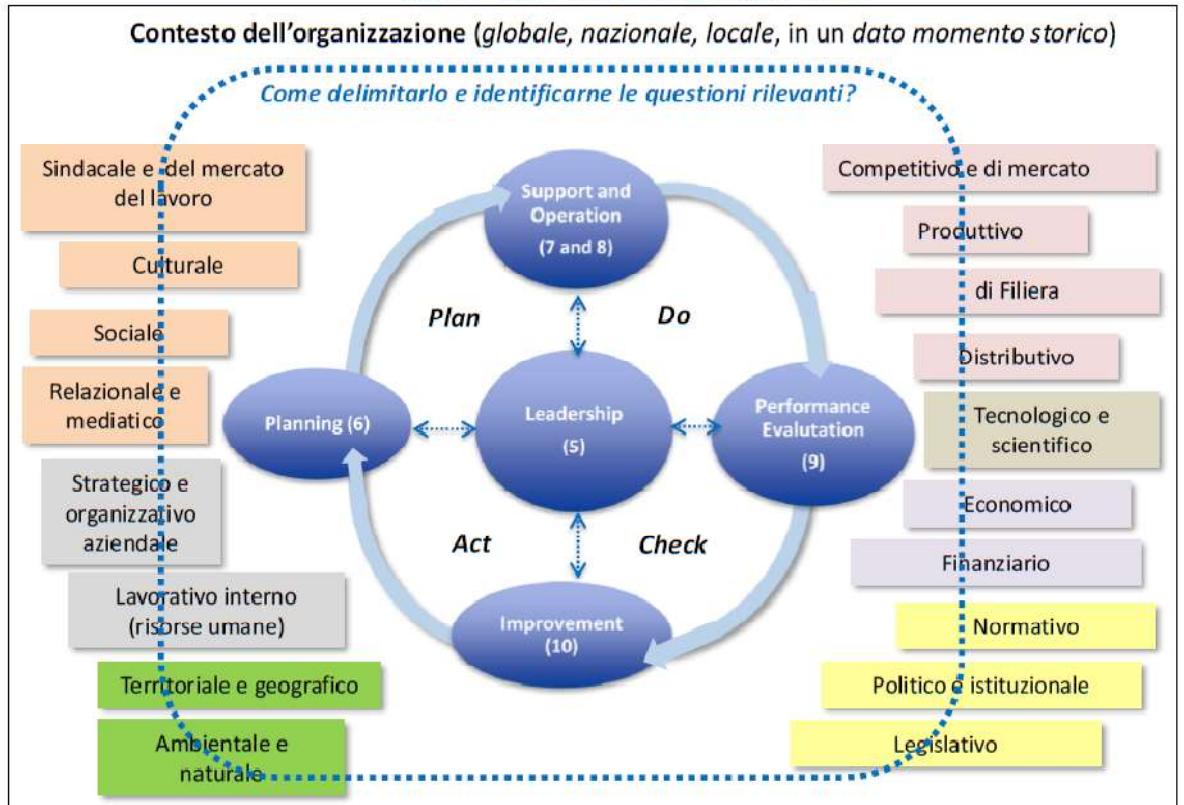 Contesto dell'organizzazione (globale, nazionale, locale, in un dato momento storico)
Come delimitarlo e identificarne le questioni rilevanti?
Sindacale e del mercato
del lavoro
Culturale
Sociale
Relazionale e
mediatico
Strategico e
organizzativo
aziendale
Lavorativo interno
(risorse umane)
Territoriale e geografico
Ambientale e
naturale
Support and
Operation
(7 and 8)
Plan
Do
Planning (6)
Leadership
(5)
Performance
Evalutation
(9)
Act
Check
Improvement
(10)
Competitivo e di mercato
Produttivo
di Filiera
Distributivo
Tecnologico e
scientifico
Economico
Finanziario
Normativo
Politico e istituzionale
Legislativo